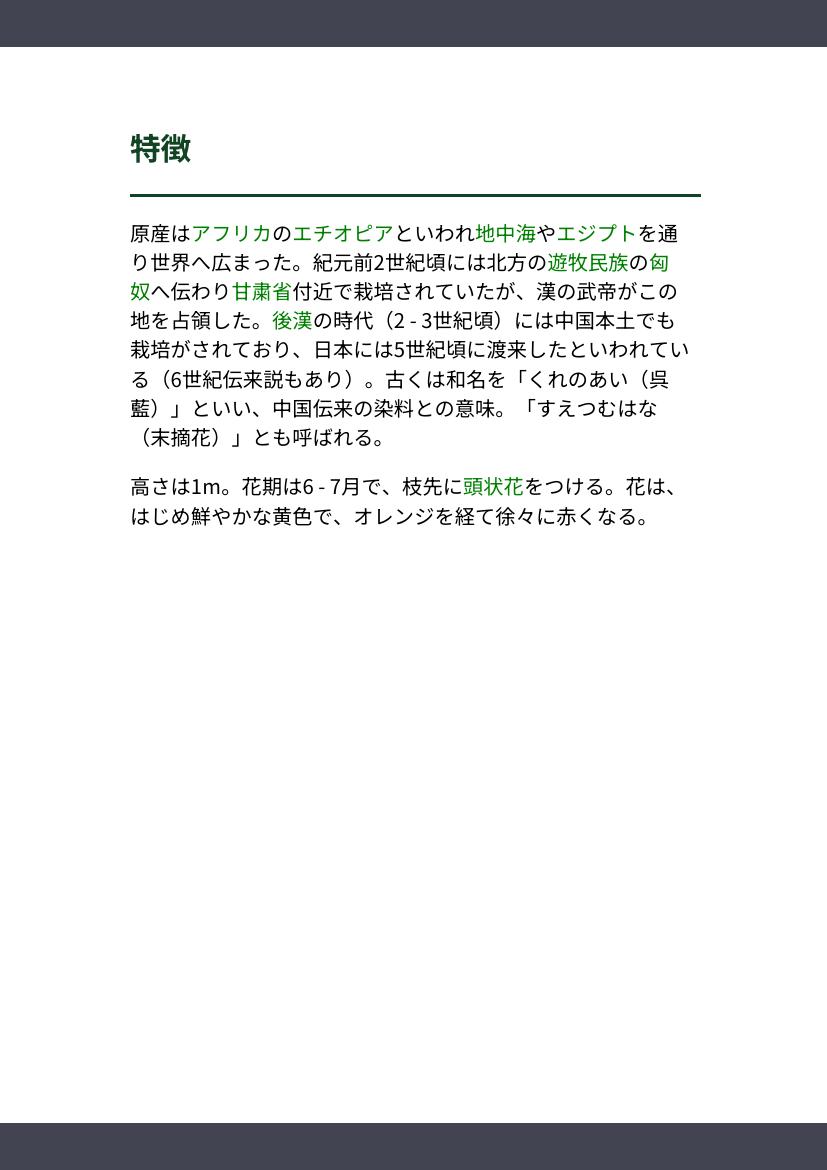 特徴
原産はアフリカのエチオピアといわれ地中海やエジプトを通
り世界へ広まった。紀元前2世紀頃には北方の遊牧民族の匈
奴へ伝わり甘粛省付近で栽培されていたが、漢の武帝がこの
地を占領した。後漢の時代（2 - 3世紀頃）には中国本土でも
栽培がされており、日本には5世紀頃に渡来したといわれてい
る（6世紀伝来説もあり）。古くは和名を「くれのあい（呉
藍）」といい、中国伝来の染料との意味。「すえつむはな
（末摘花）」とも呼ばれる。
高さは1m。花期は6 - 7月で、枝先に頭状花をつける。花は、
はじめ鮮やかな黄色で、オレンジを経て徐々に赤くなる。